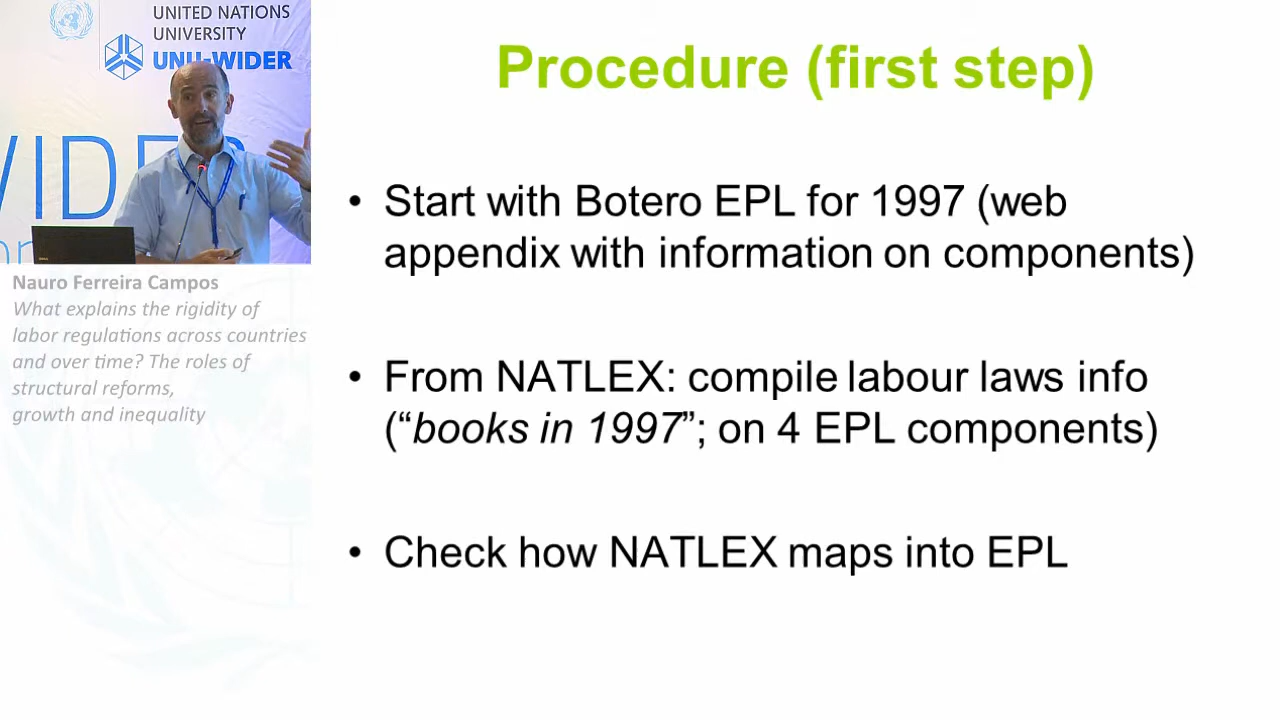 UNITED NATIONS
UNIVERSITY
UNU-WIDER
WIDER
Nauro Ferreira Campos
What explains the rigidity of
labor regulations across countries
and over time? The roles of
structural reforms,
growth and inequality
Procedure (first step)
• Start with Botero EPL for 1997 (web
appendix with information on components)
• From NATLEX: compile labour laws info
(“books in 1997”; on 4 EPL components)
• Check how NATLEX maps into EPL